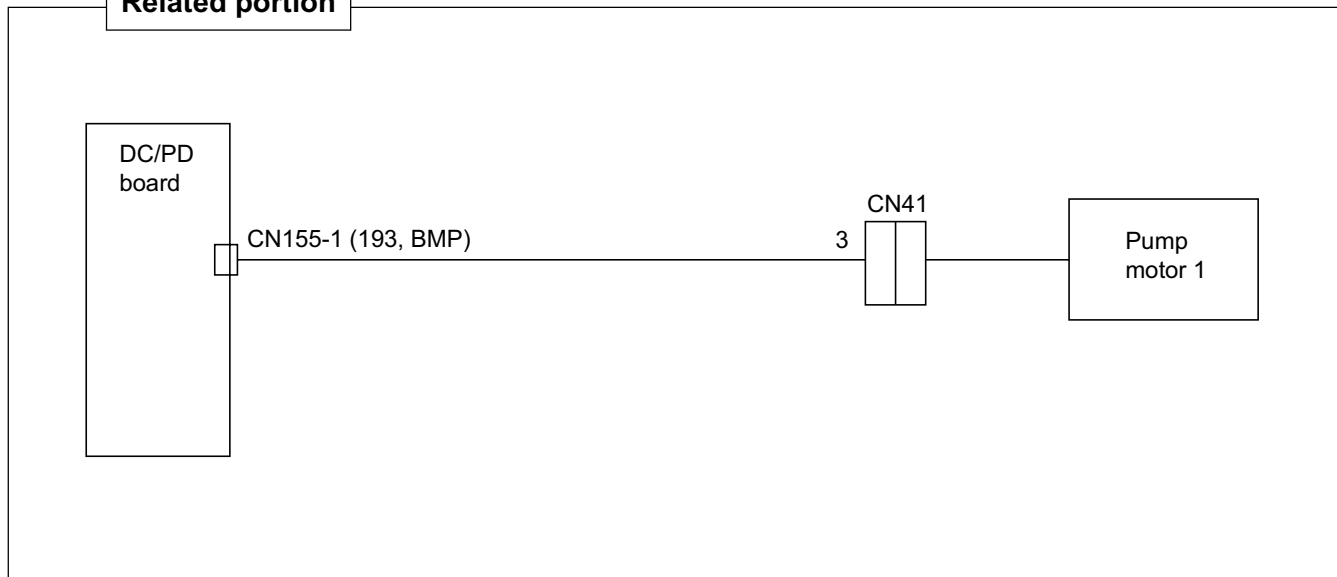 Related portion
DC/PD
board
CN41
CN155-1 (193, BMP)
3
Pump
motor 1